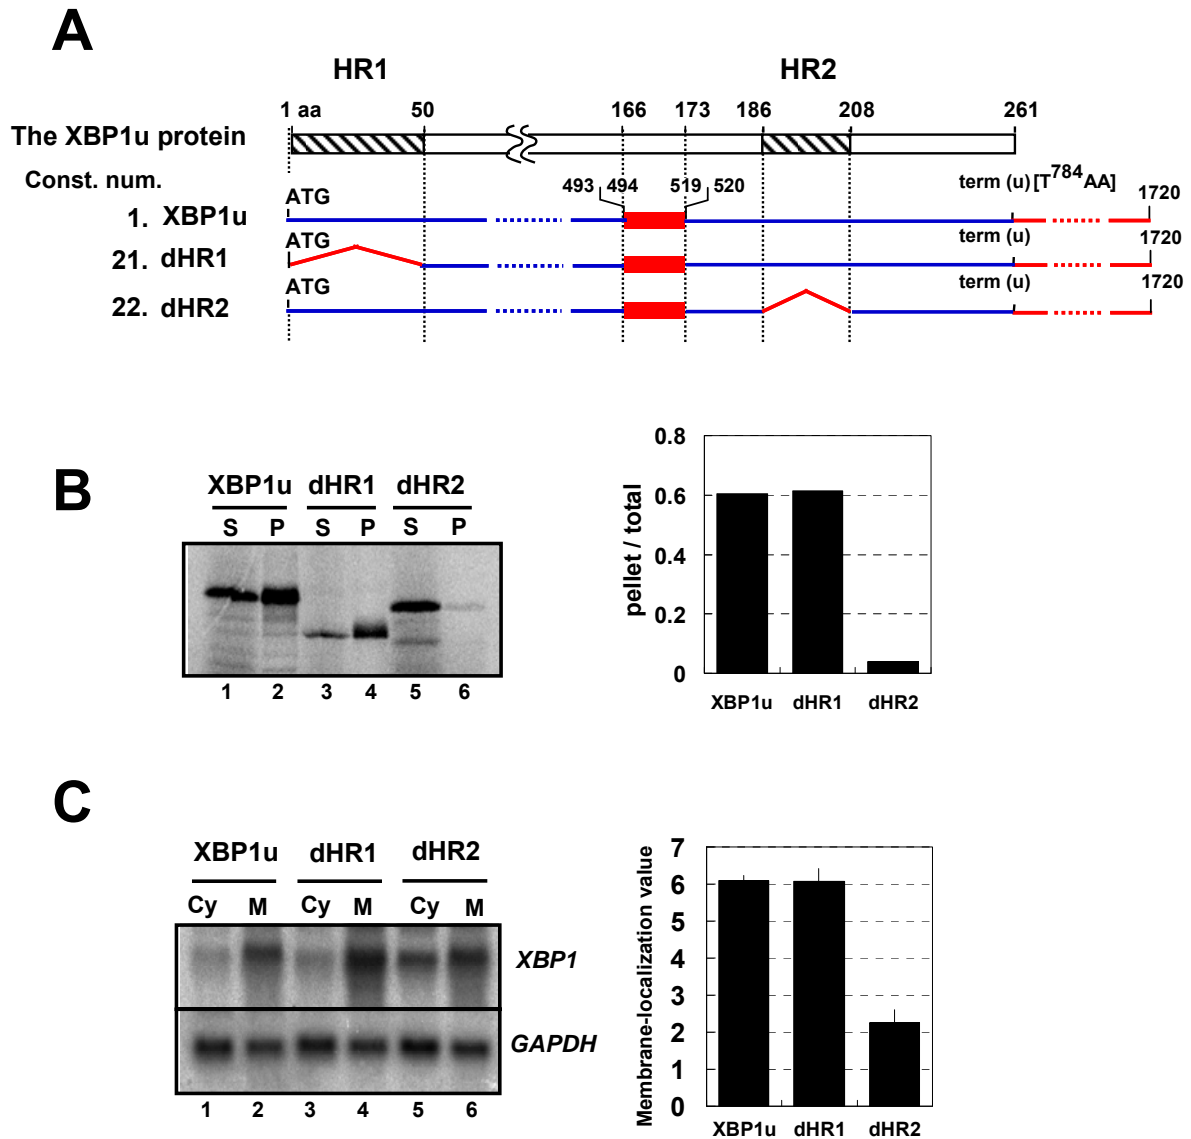 A
HR1 HR2
1 aa 50 166 173 186 208 261
The XBP1u protein
Const. num.
493 494 519 520 term (u) [T784AA] 1720
1. XBP1u ATG
21. dHR1 ATG term (u) 1720
22. dHR2 ATG term (u) 1720
B
XBP1u dHR1 dHR2
S P S P S P
1 2 3 4 5 6
pellet / total
0.8
0.6
0.4
0.2
0
XBP1u dHR1 dHR2
C
XBP1u dHR1 dHR2
Cy M Cy M Cy M
XBP1
GAPDH
1 2 3 4 5 6
Membrane-localization value
7
6
5
4
3
2
1
0
XBP1u dHR1 dHR2